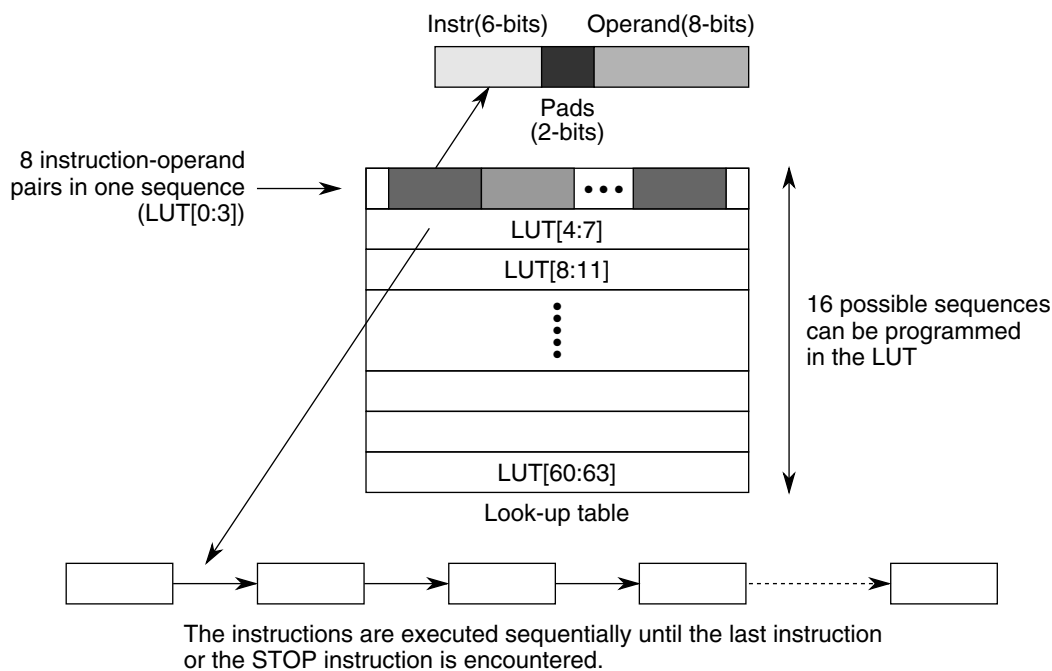 Instr(6-bits)
Operand(8-bits)
Pads
(2-bits)
8 instruction-operand
pairs in one sequence
(LUT[0:3])
LUT[4:7]
LUT[8:11]
16 possible sequences
can be programmed
in the LUT
LUT[60:63]
Look-up table
The instructions are executed sequentially until the last instruction
or the STOP instruction is encountered.